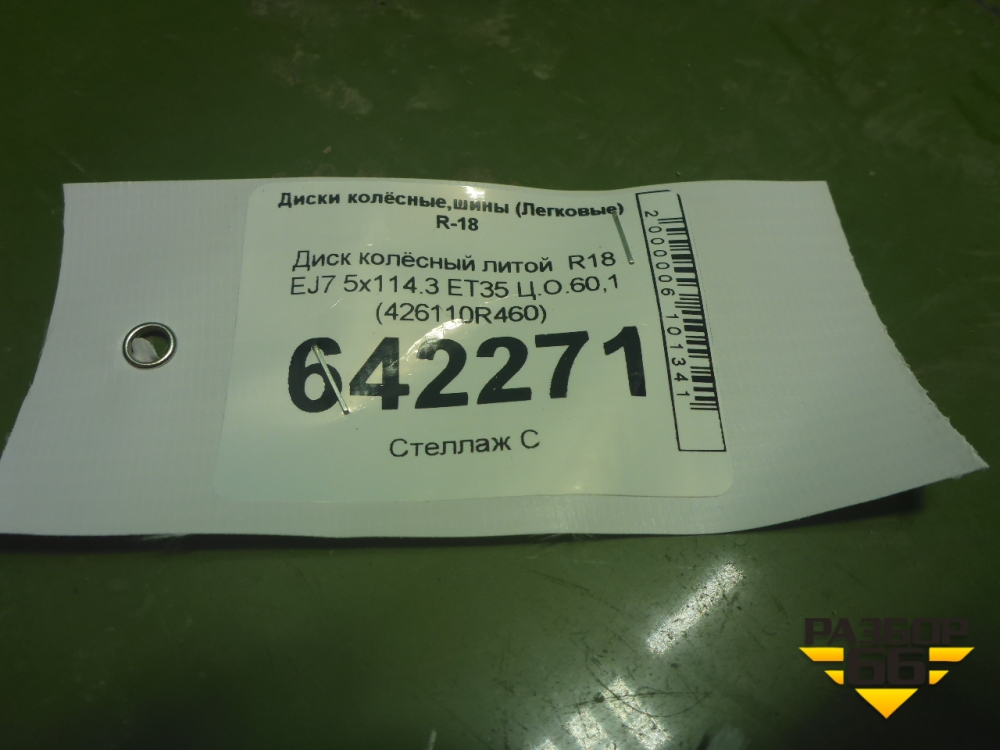 Диски колёсные,шины (Легковые)
R-18
Диск колёсный литой R18
EJ7 5x114.3 ET35 Ц.О.60,1
(426110R460)
642271
Стеллаж С
2000006101341
РАЗБОР
66